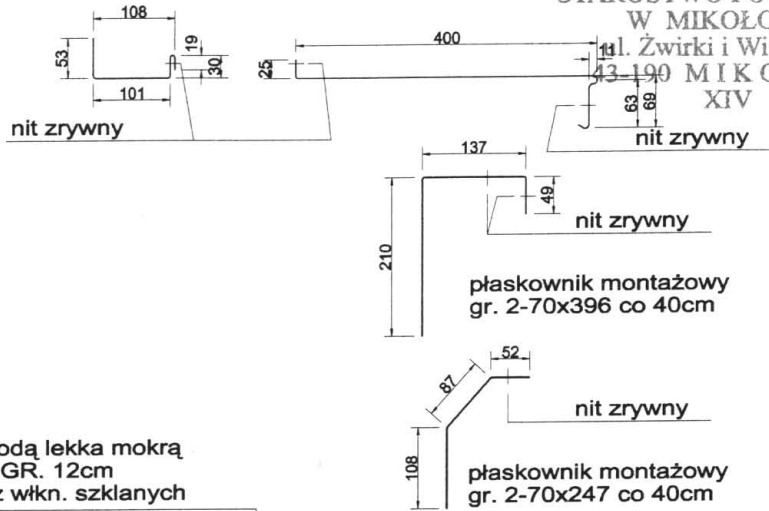 W MIKOŁO
ul. Żwirki i Wi
43-190 MIKO
XIV
108
53
19
30
101
nit zrywny
400
25
11
63
69
nit zrywny
137
49
210
nit zrywny
płaskownik montażowy
gr. 2-70x396 co 40cm
52
87
108
nit zrywny
płaskownik montażowy
gr. 2-70x247 co 40cm
odą lekka mokrą
GR. 12cm
z włkn. szklanych